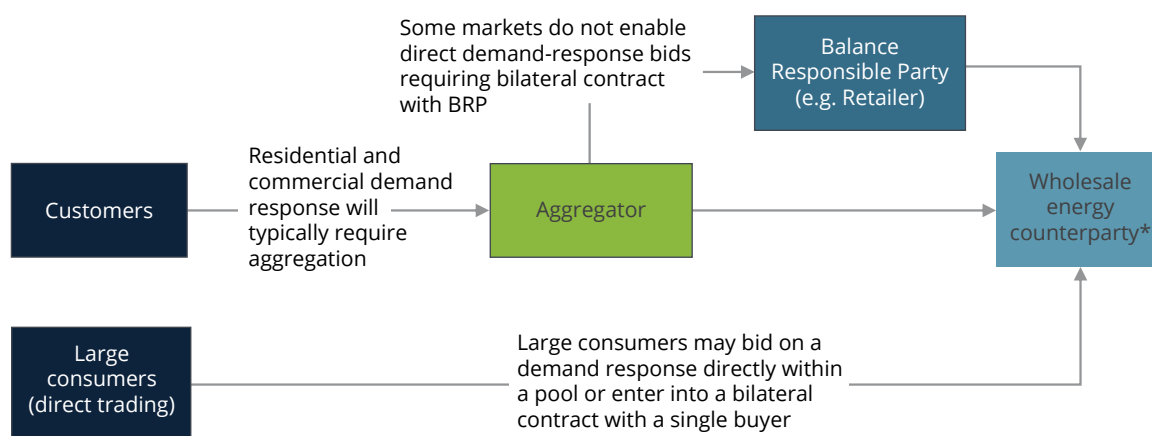 Some markets do not enable
direct demand-response bids
requiring bilateral contract
with BRP
Balance
Responsible Party
(e.g. Retailer)
Customers
Residential and
commercial demand
response will
typically require
aggregation
Aggregator
Wholesale
energy
counterparty*
Large
consumers
(direct trading)
Large consumers may bid on a
demand response directly within
a pool or enter into a bilateral
contract with a single buyer